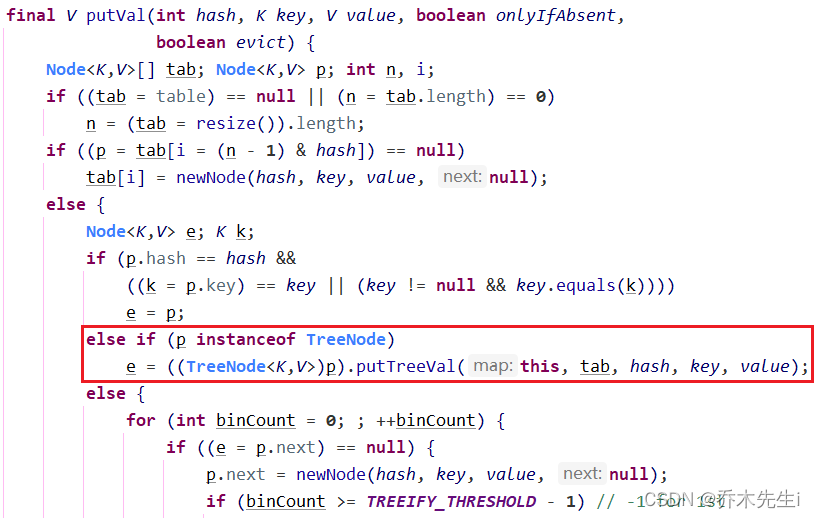 final V putVal(int hash, K key, V value, boolean onlyIfAbsent,
boolean evict) {
Node<K,V>[] tab; Node<K,V> p; int n, i;
if ((tab = table) == null || (n = tab.length) == 0)
n = (tab = resize()).length;
if ((p = tab[i = (n - 1) & hash]) == null)
tab[i] = newNode(hash, key, value, next: null);
else {
Node<K,V> e; K k;
if (p.hash == hash &&
((k = p.key) == key || (key != null && key.equals(k))))
e = p;
else if (p instanceof TreeNode)
e = ((TreeNode<K,V>)p).putTreeVal( map: this, tab, hash, key, value);
else {
for (int binCount = 0; ; ++binCount) {
if ((e = p.next) == null) {
p.next = newNode(hash, key, value, next: null);
if (binCount >= TREEIFY_THRESHOLD - 1) // -1 for 1st
CSDN @乔木先生i